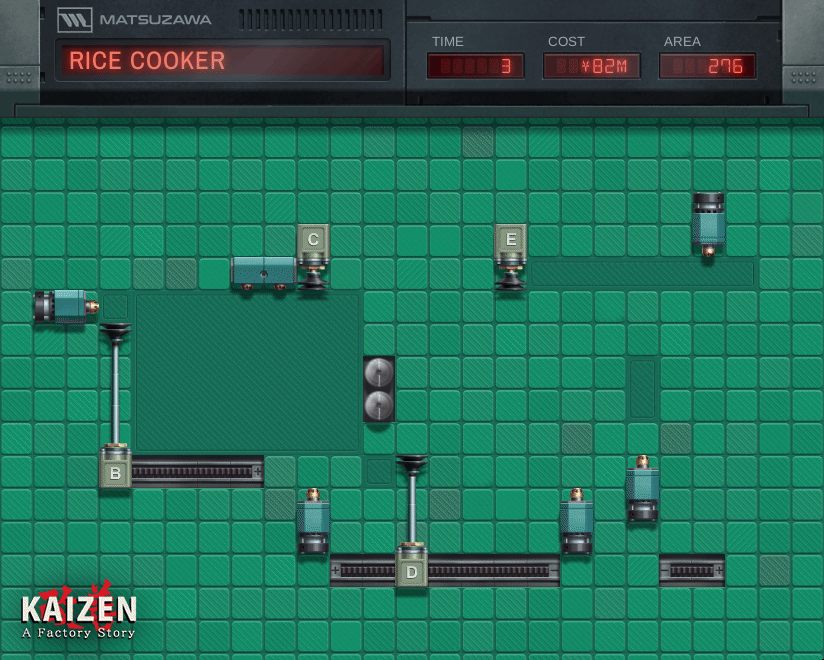 MATSUZAWA
RICE COOKER
TIME
3
COST
¥82M
AREA
276
C
E
B
D
KAIZEN
A Factory Story